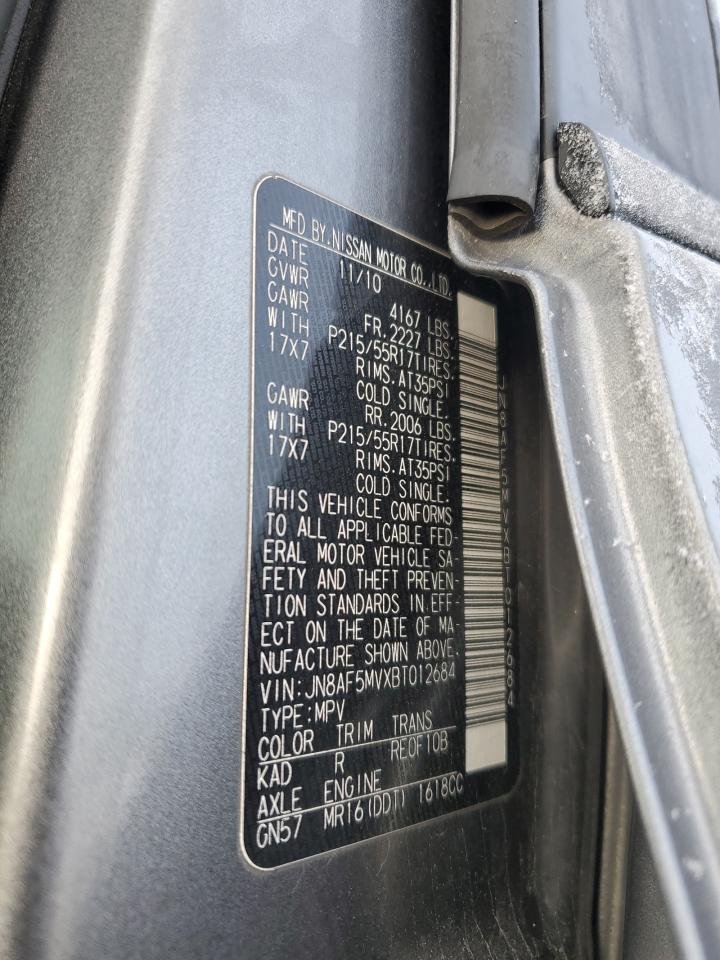 MFD BY.NISSAN MOTOR CO.,LTD.
DATE 11/10
GVWR 4167 LBS.
GAWR FR.2227 LBS.
WITH P215/55R17TIRES.
17X7 RIMS.AT35PSI
COLD SINGLE.
GAWR RR.2006 LBS.
WITH P215/55R17TIRES.
17X7 RIMS.AT35PSI
COLD SINGLE.
THIS VEHICLE CONFORMS
TO ALL APPLICABLE FED-
ERAL MOTOR VEHICLE SA-
FETY AND THEFT PREVEN-
TION STANDARDS IN EFF-
ECT ON THE DATE OF MA-
NUFACTURE SHOWN ABOVE.
VIN:JN8AF5MVXBT012684
TYPE:MPV
COLOR TRIM TRANS
KAD R RE0F10B
AXLE ENGINE
GN57 MR16(DDT) 1618CC
JN8AF5MVXBT012684